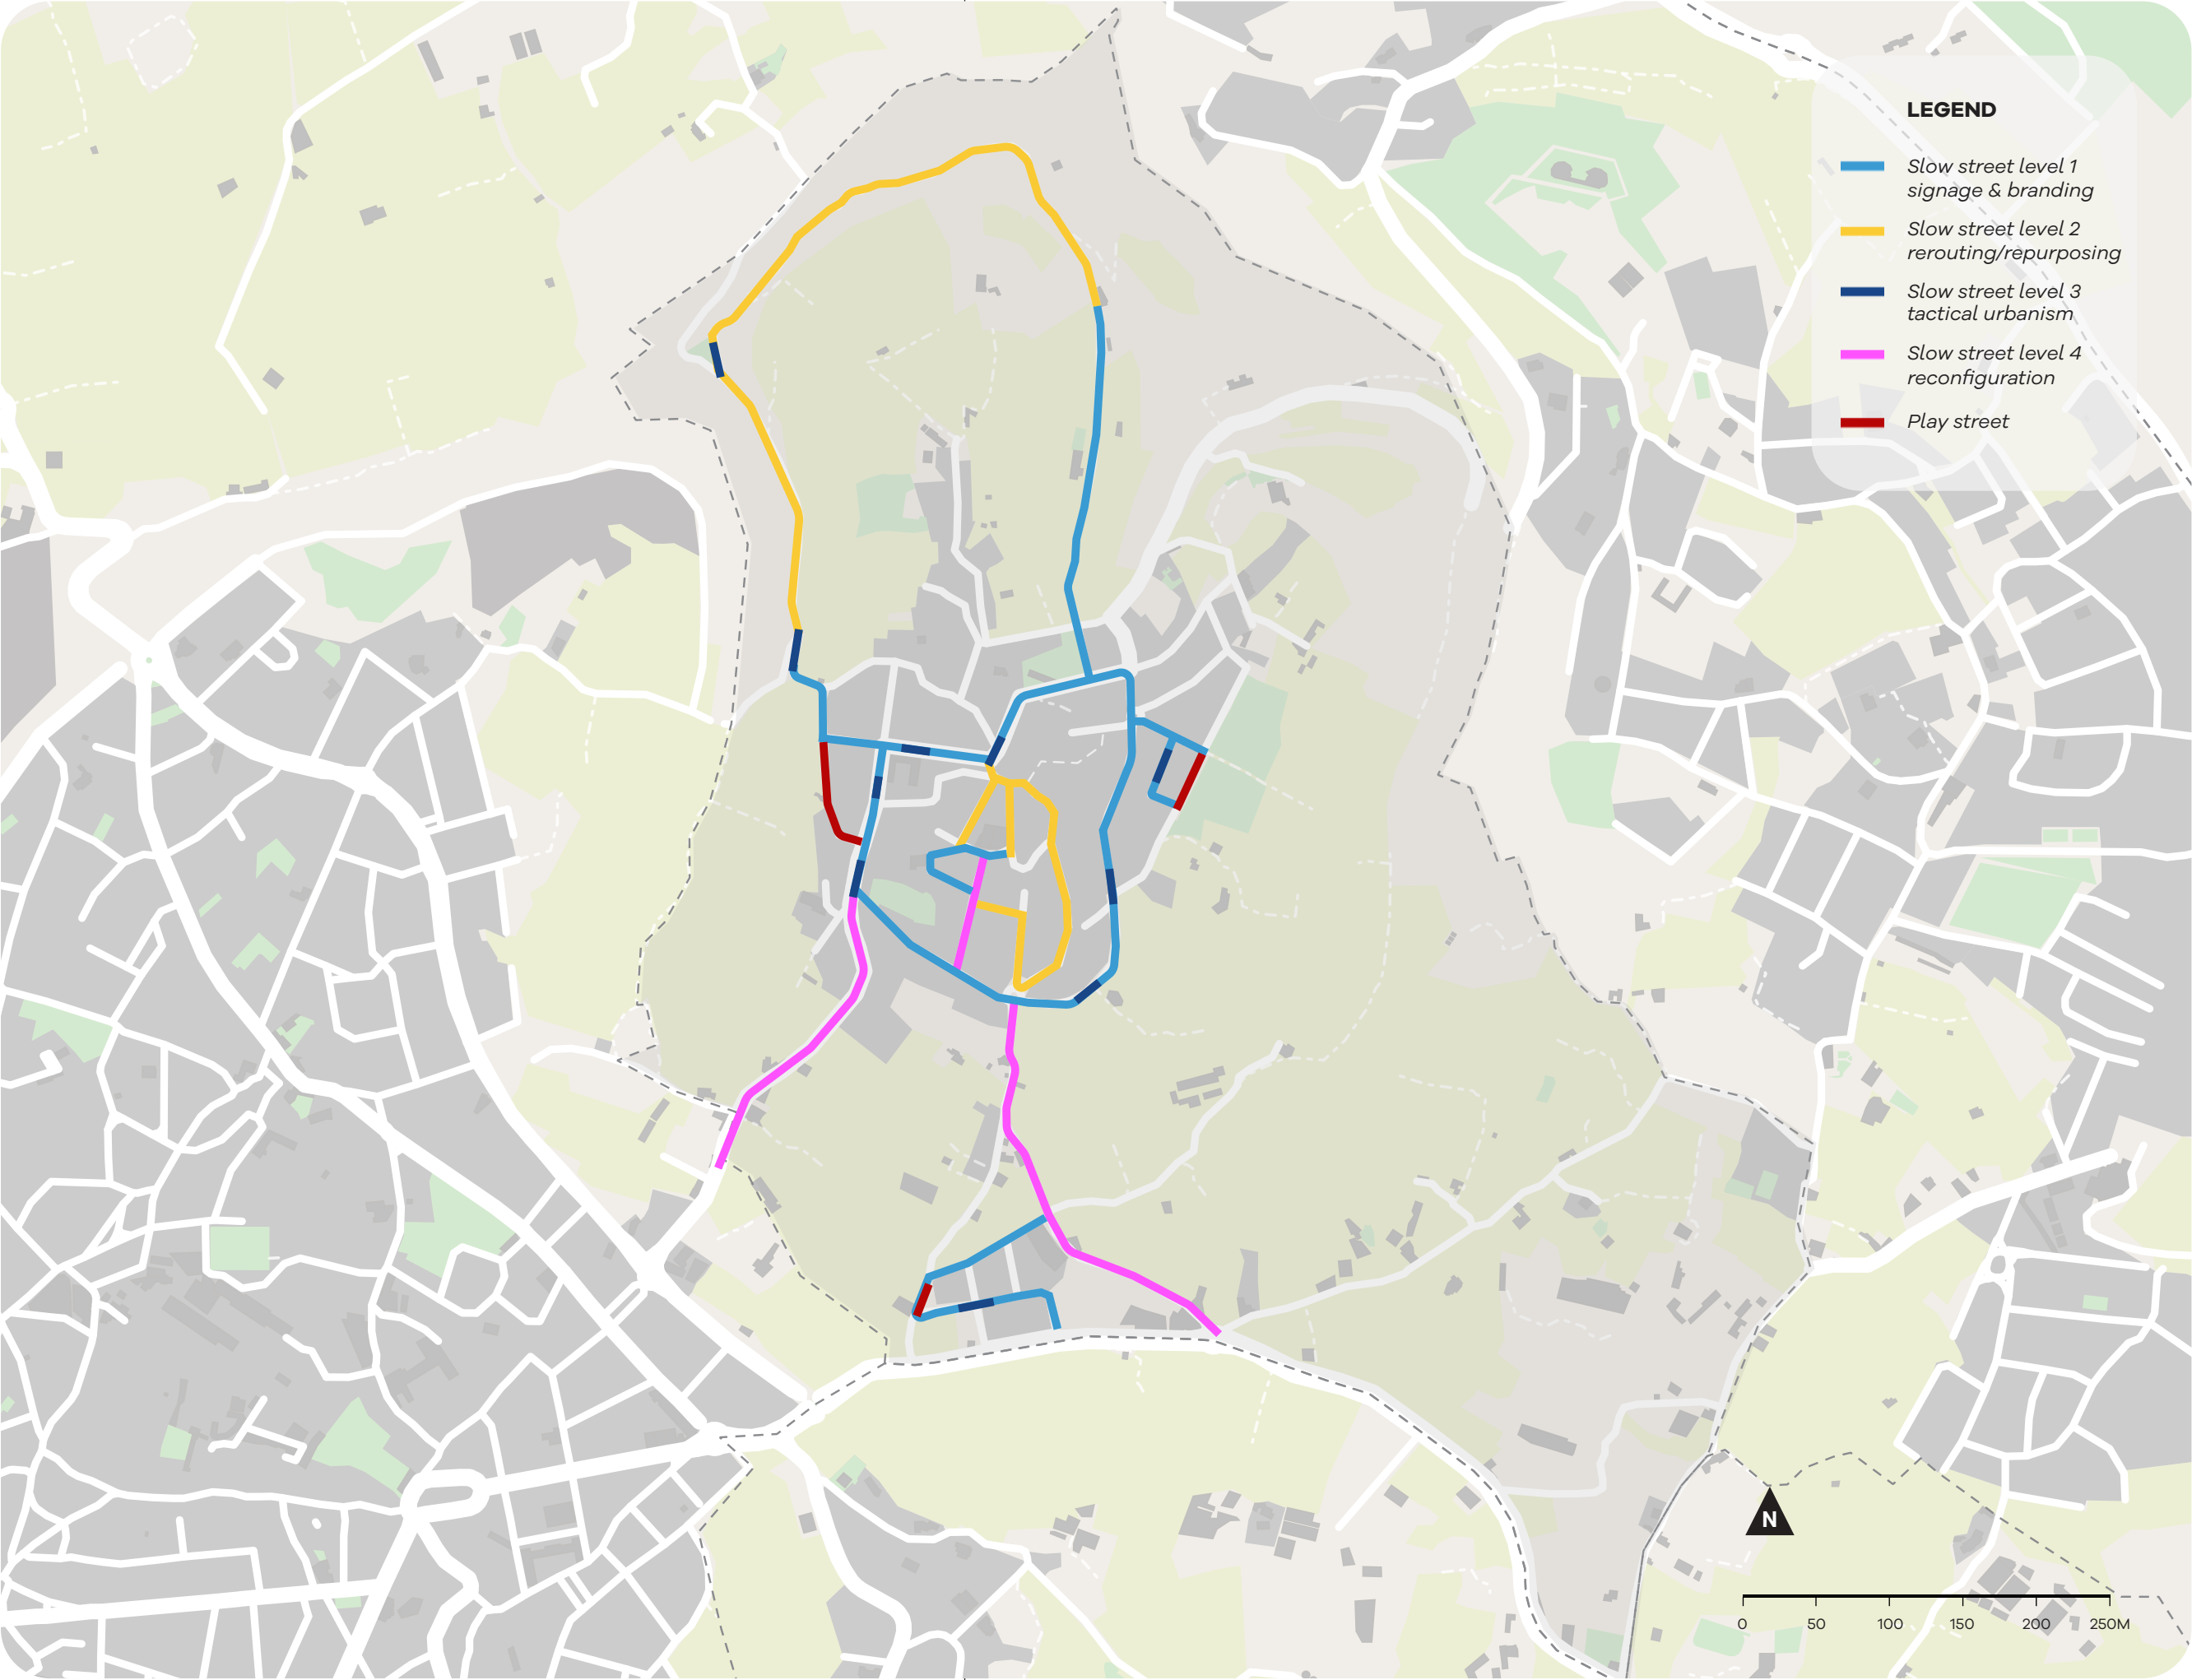 LEGEND
Slow street level 1
signage & branding
Slow street level 2
rerouting/repurposing
Slow street level 3
tactical urbanism
Slow street level 4
reconfiguration
Play street
N
0 50 100 150 200 250M